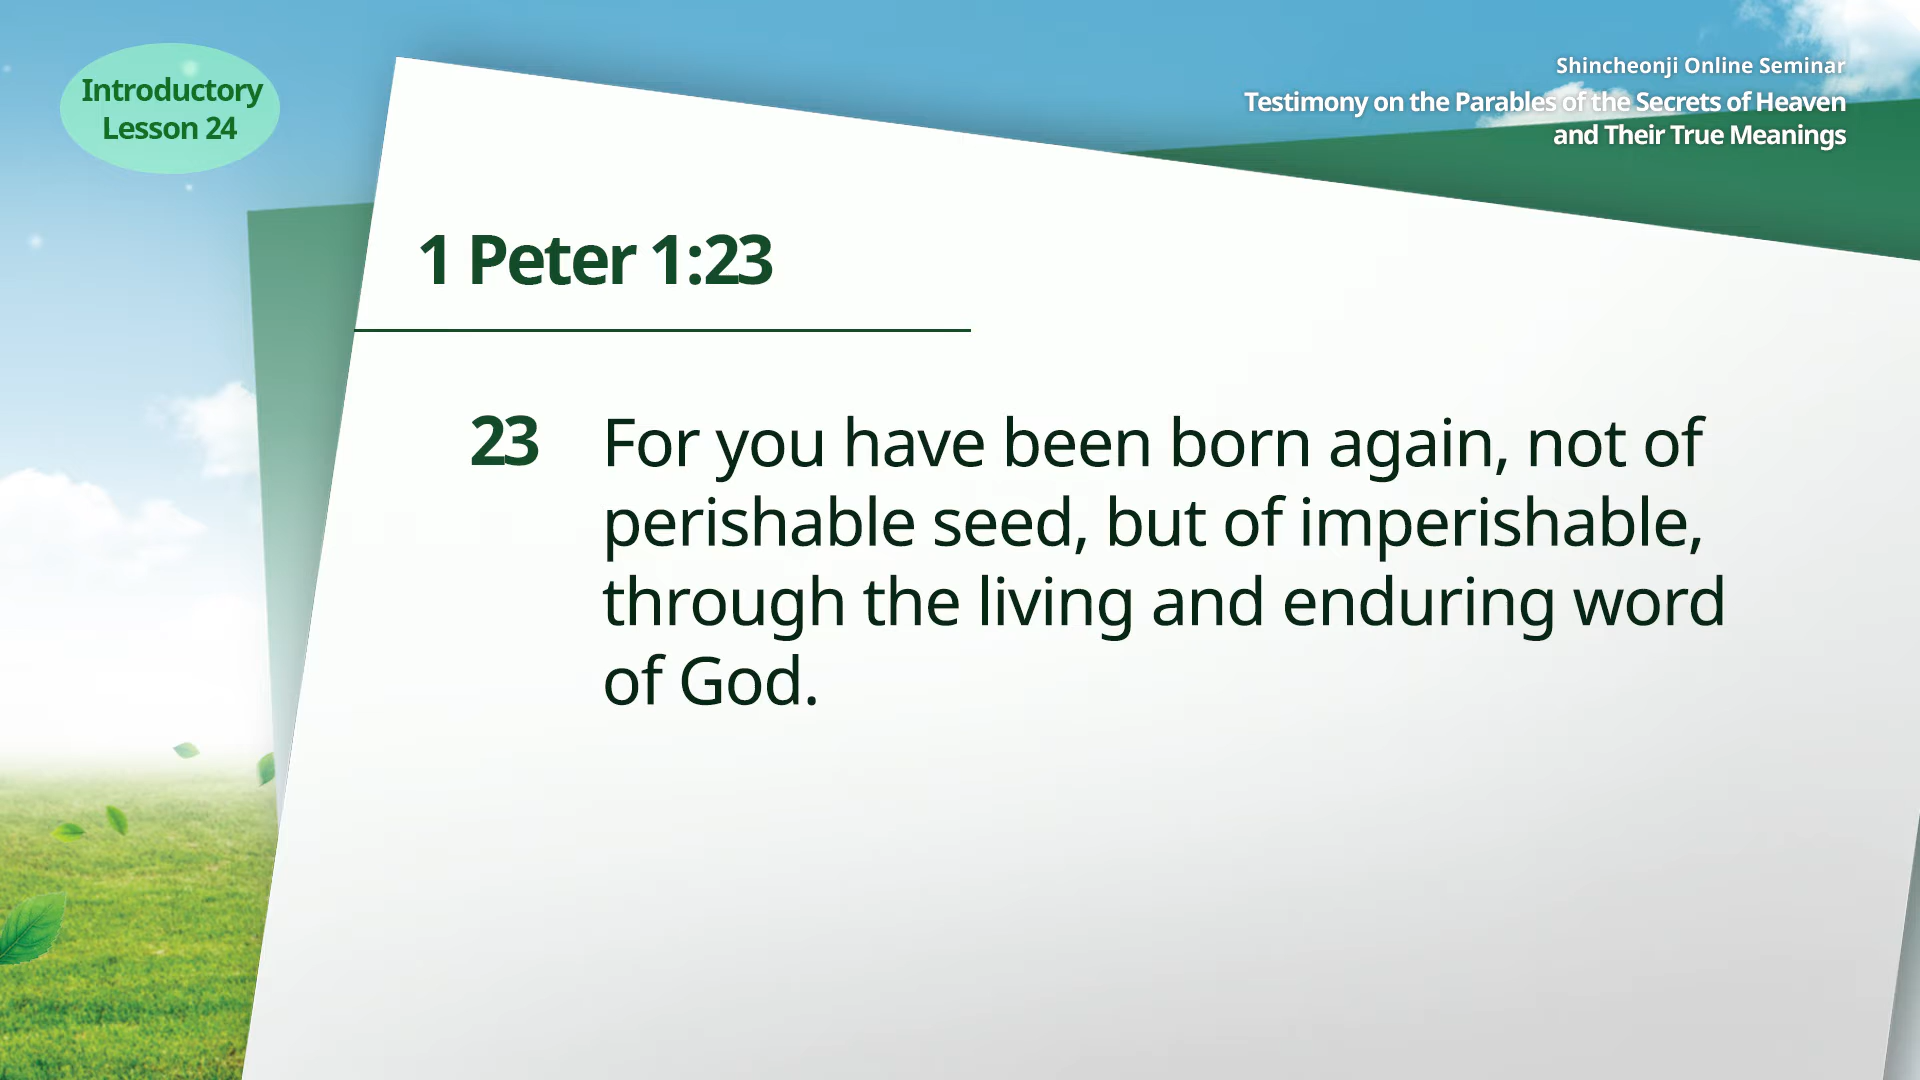 Introductory
Lesson 24
Shincheonji Online Seminar
Testimony on the Parables of the Secrets of Heaven
and Their True Meanings
1 Peter 1:23
23 For you have been born again, not of
perishable seed, but of imperishable,
through the living and enduring word
of God.